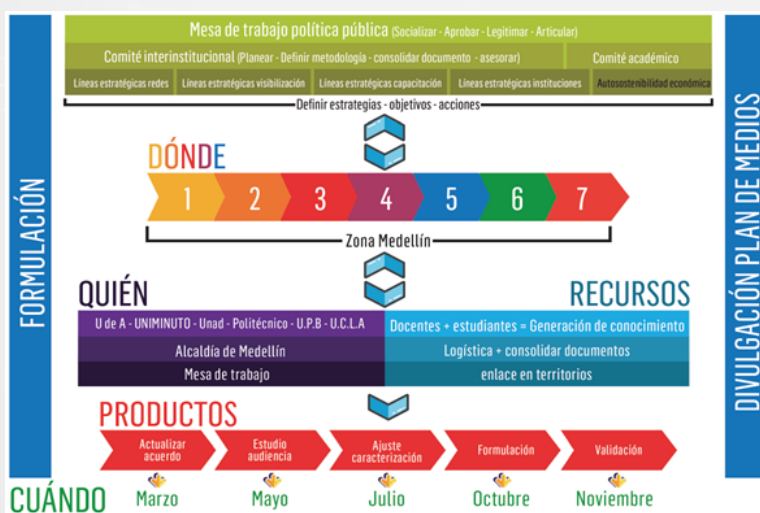 FORMULACIÓN
Mesa de trabajo política pública (Socializar - Aprobar - Legitimar - Articular)
Comité interinstitucional (Planear - Definir metodología - consolidar documento - asesorar)
Comité académico
Líneas estratégicas redes
Líneas estratégicas visibilización
Líneas estratégicas capacitación
Líneas estratégicas instituciones
Autosostenibilidad económica
Definir estrategias - objetivos - acciones
DÓNDE
1 2 3 4 5 6 7
Zona Medellín
QUIÉN
U de A - UNIMINUTO - Unad - Politécnico - U.P.B - U.C.L.A
Alcaldía de Medellín
Mesa de trabajo
RECURSOS
Docentes + estudiantes = Generación de conocimiento
Logística + consolidar documentos
enlace en territorios
PRODUCTOS
Actualizar
acuerdo
Estudio
audiencia
Ajuste
caracterización
Formulación
Validación
CUÁNDO
Marzo
Mayo
Julio
Octubre
Noviembre
DIVULGACIÓN PLAN DE MEDIOS